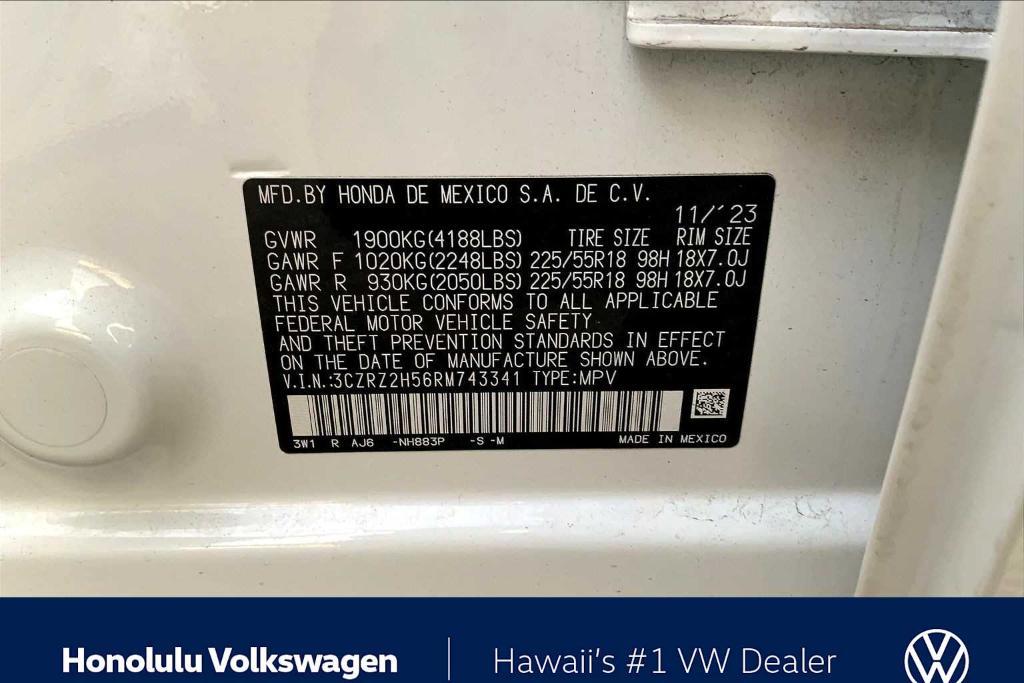 MFD.BY HONDA DE MEXICO S.A. DE C.V.
11/'23
GVWR 1900KG(4188LBS) TIRE SIZE RIM SIZE
GAWR F 1020KG(2248LBS) 225/55R18 98H 18X7.0J
GAWR R 930KG(2050LBS) 225/55R18 98H 18X7.0J
THIS VEHICLE CONFORMS TO ALL APPLICABLE
FEDERAL MOTOR VEHICLE SAFETY
AND THEFT PREVENTION STANDARDS IN EFFECT
ON THE DATE OF MANUFACTURE SHOWN ABOVE.
V.I.N.:3CZRZ2H56RM743341 TYPE:MPV
3W1 R AJ6 -NH883P -S -M MADE IN MEXICO
Honolulu Volkswagen | Hawaii's #1 VW Dealer